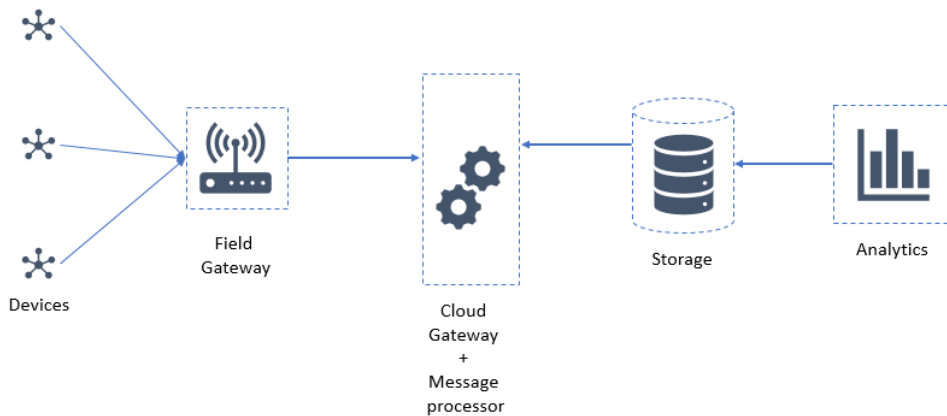 Devices
Field
Gateway
Cloud
Gateway
+
Message
processor
Storage
Analytics